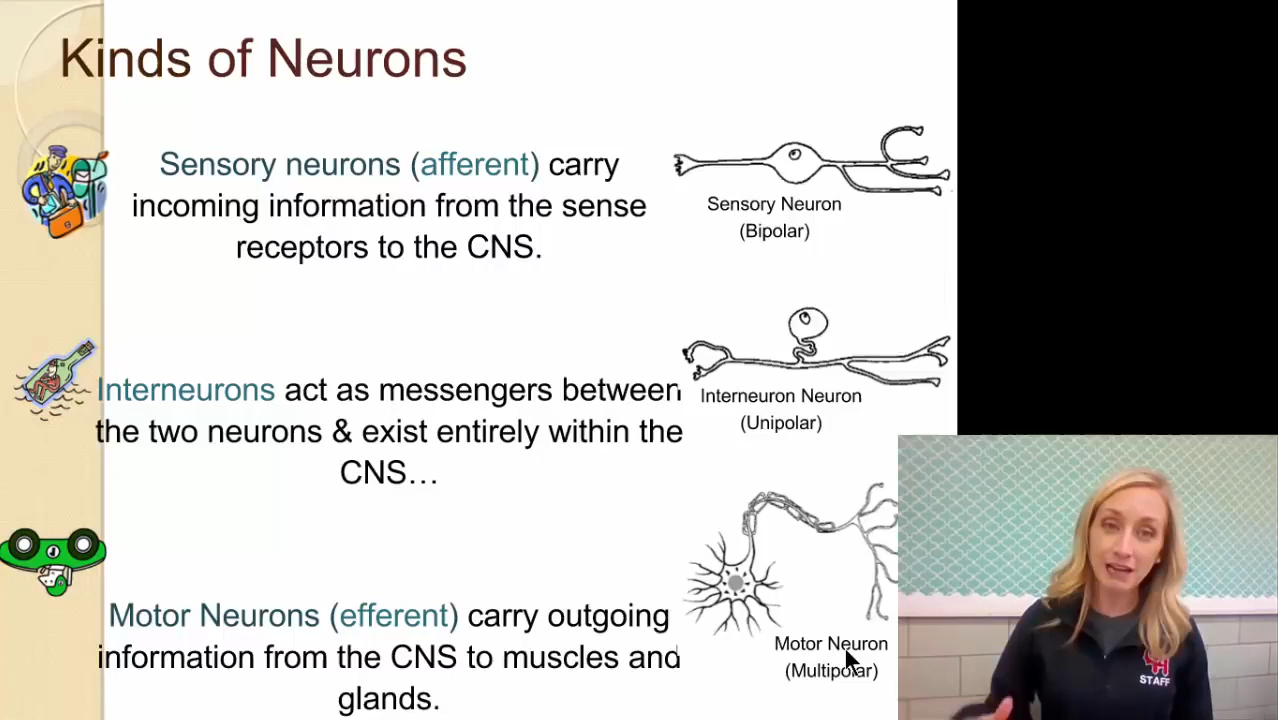 Kinds of Neurons
Sensory neurons (afferent) carry
incoming information from the sense
receptors to the CNS.
Sensory Neuron
(Bipolar)
Interneurons act as messengers between
the two neurons & exist entirely within the
CNS…
Interneuron Neuron
(Unipolar)
Motor Neurons (efferent) carry outgoing
information from the CNS to muscles and
glands.
Motor Neuron
(Multipolar)
STAFF